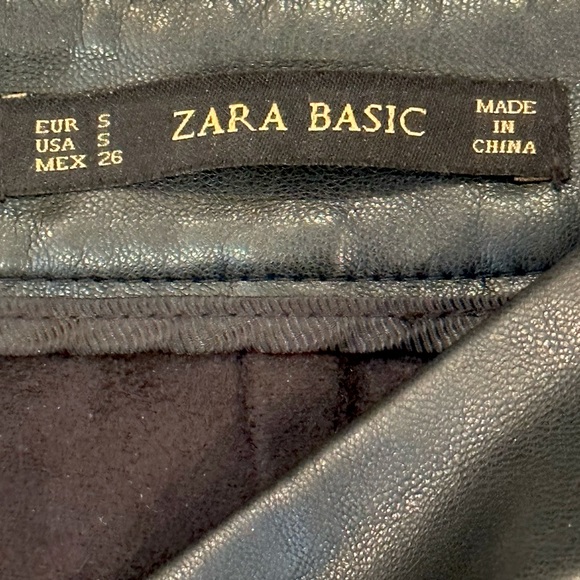 EUR S
USA S
MEX 26
ZARA BASIC
MADE
IN
CHINA